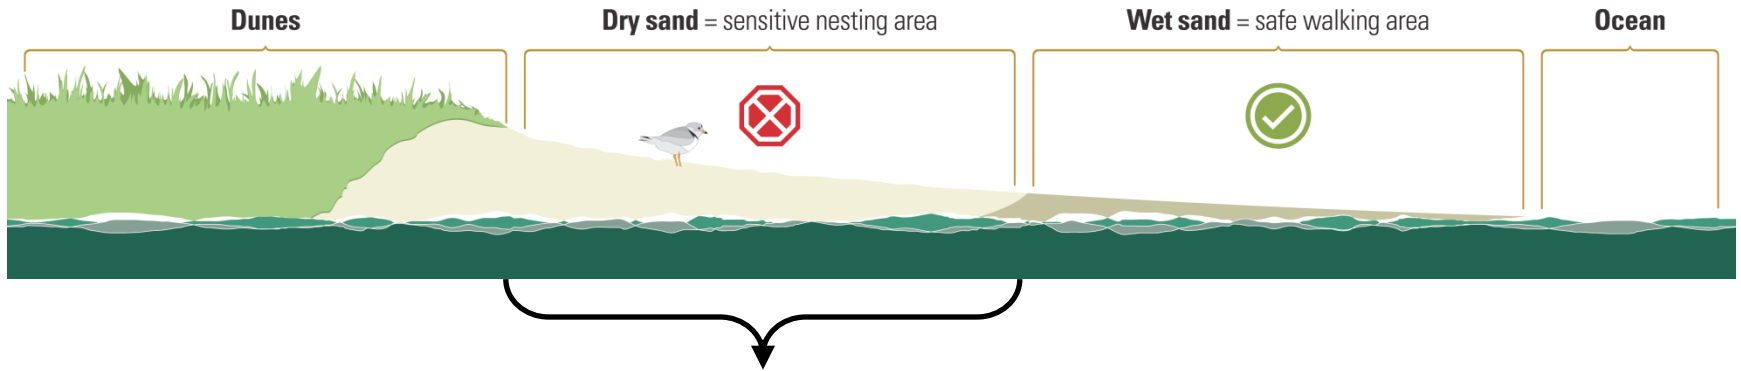 Dunes
Dry sand = sensitive nesting area
Wet sand = safe walking area
Ocean